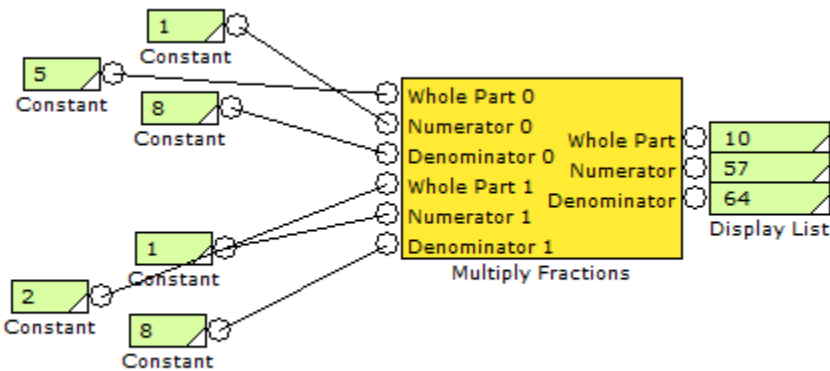 1
Constant
5
Constant
8
Constant
1
Constant
2
Constant
8
Constant
Whole Part 0
Numerator 0
Denominator 0
Whole Part 1
Numerator 1
Denominator 1
Whole Part
Numerator
Denominator
Multiply Fractions
10
57
64
Display List